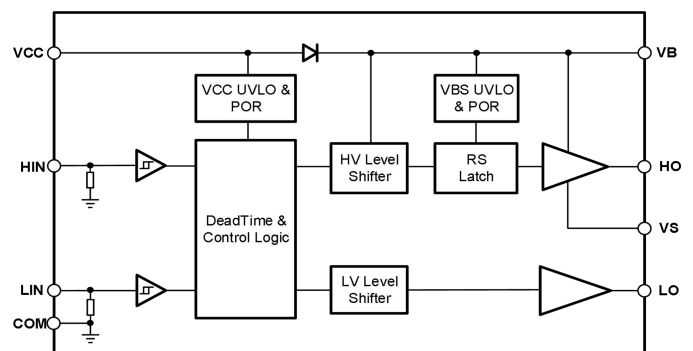 VCC
VB
VCC UVLO &
POR
VBS UVLO
& POR
HIN
HV Level
Shifter
RS
Latch
HO
DeadTime &
Control Logic
VS
LIN
LV Level
Shifter
LO
COM